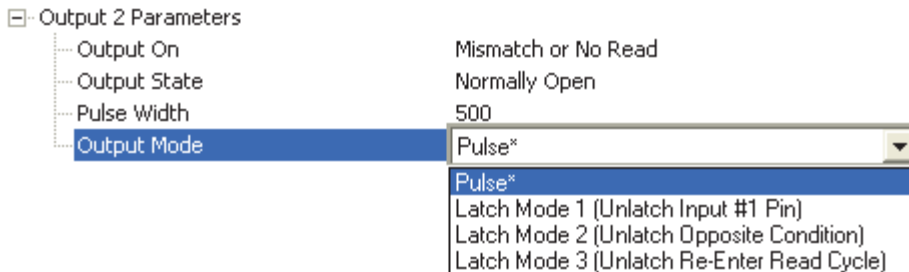 Output 2 Parameters
Output On Mismatch or No Read
Output State Normally Open
Pulse Width 500
Output Mode Pulse*
Pulse*
Latch Mode 1 (Unlatch Input #1 Pin)
Latch Mode 2 (Unlatch Opposite Condition)
Latch Mode 3 (Unlatch Re-Enter Read Cycle)